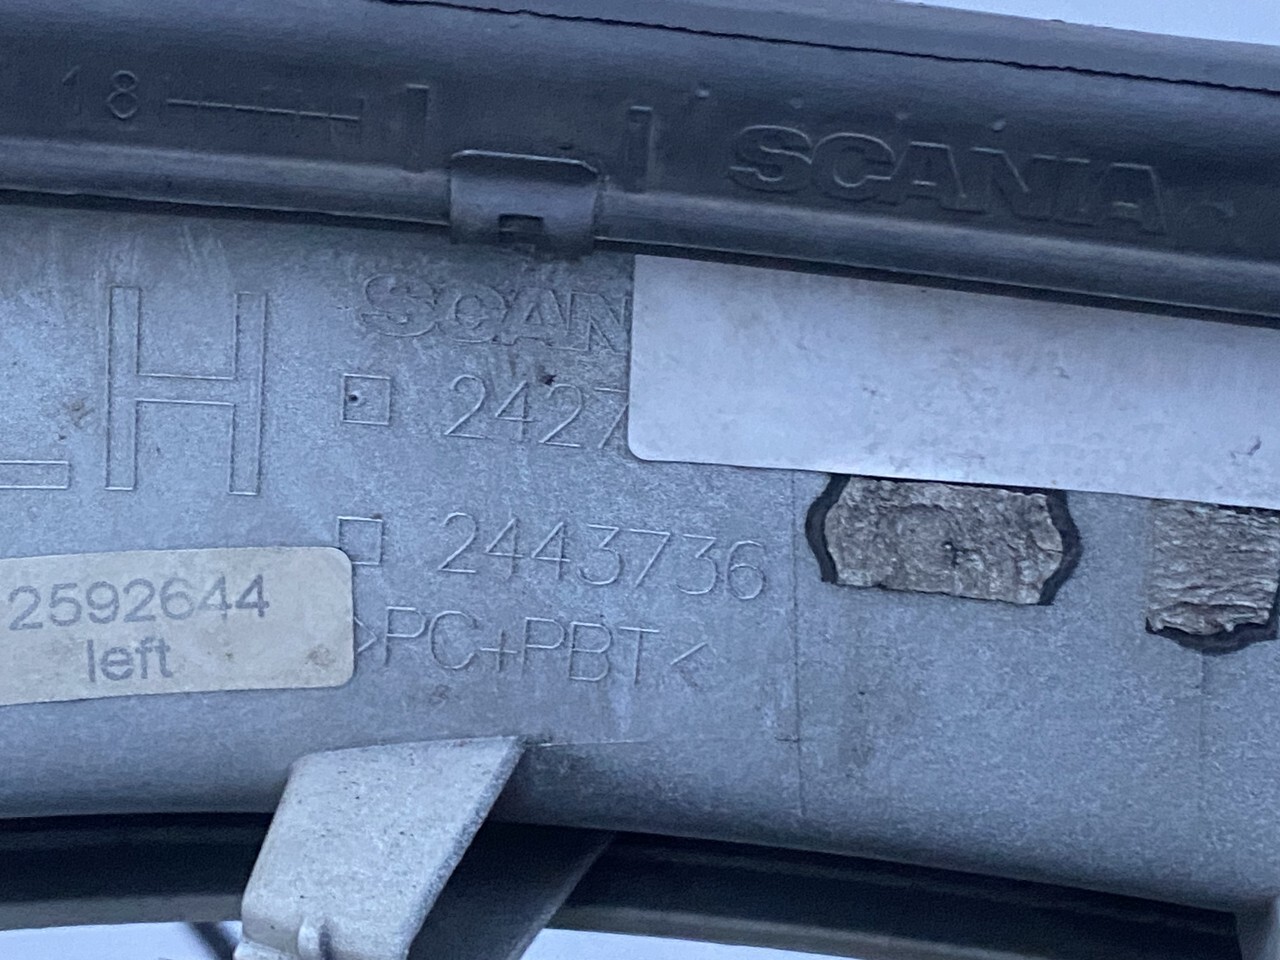 18
SCANIA
LH
SCAN
2427
2443736
>PC+PBT<
2592644
left